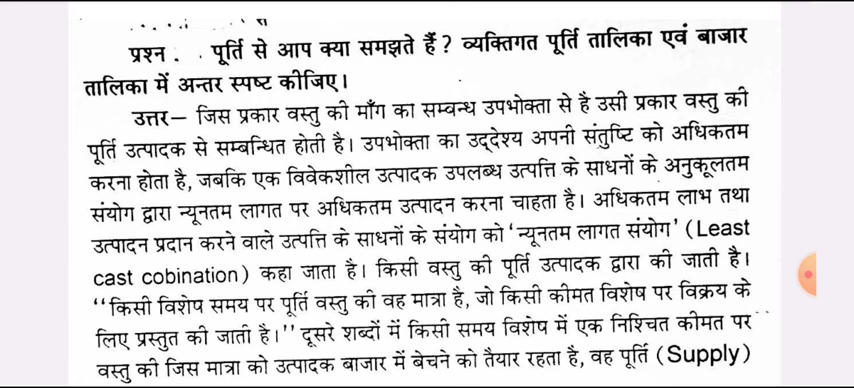 प्रश्न . . पूर्ति से आप क्या समझते हैं ? व्यक्तिगत पूर्ति तालिका एवं बाजार
तालिका में अन्तर स्पष्ट कीजिए।
उत्तर— जिस प्रकार वस्तु की माँग का सम्बन्ध उपभोक्ता से है उसी प्रकार वस्तु की
पूर्ति उत्पादक से सम्बन्धित होती है। उपभोक्ता का उद्देश्य अपनी संतुष्टि को अधिकतम
करना होता है, जबकि एक विवेकशील उत्पादक उपलब्ध उत्पत्ति के साधनों के अनुकूलतम
संयोग द्वारा न्यूनतम लागत पर अधिकतम उत्पादन करना चाहता है। अधिकतम लाभ तथा
उत्पादन प्रदान करने वाले उत्पत्ति के साधनों के संयोग को ‘न्यूनतम लागत संयोग’ (Least
cast cobination) कहा जाता है। किसी वस्तु की पूर्ति उत्पादक द्वारा की जाती है।
‘‘किसी विशेष समय पर पूर्ति वस्तु की वह मात्रा है, जो किसी कीमत विशेष पर विक्रय के
लिए प्रस्तुत की जाती है।’’ दूसरे शब्दों में किसी समय विशेष में एक निश्चित कीमत पर
वस्तु की जिस मात्रा को उत्पादक बाजार में बेचने को तैयार रहता है, वह पूर्ति (Supply)